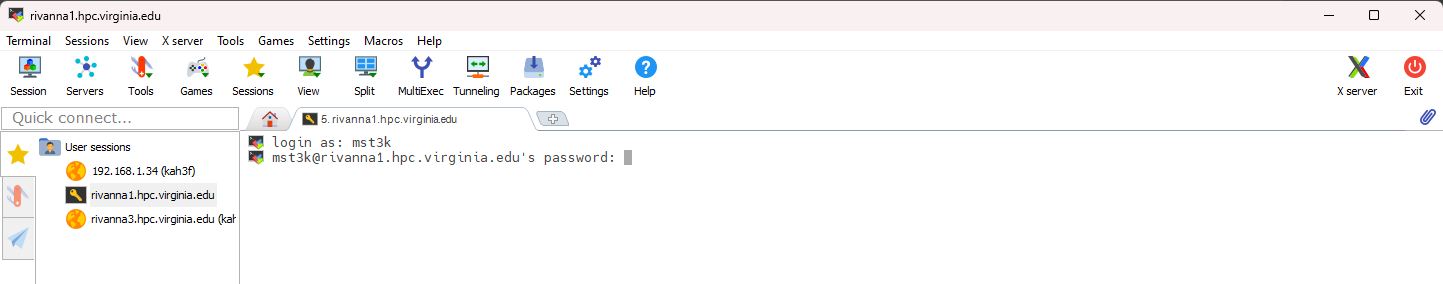 rivanna1.hpc.virginia.edu
Terminal Sessions View X server Tools Games Settings Macros Help
Session Servers Tools Games Sessions View Split MultiExec Tunneling Packages Settings Help X server Exit
Quick connect...
5. rivanna1.hpc.virginia.edu
User sessions
192.168.1.34 (kah3f)
rivanna1.hpc.virginia.edu
rivanna3.hpc.virginia.edu (kah
login as: mst3k
mst3k@rivanna1.hpc.virginia.edu's password: